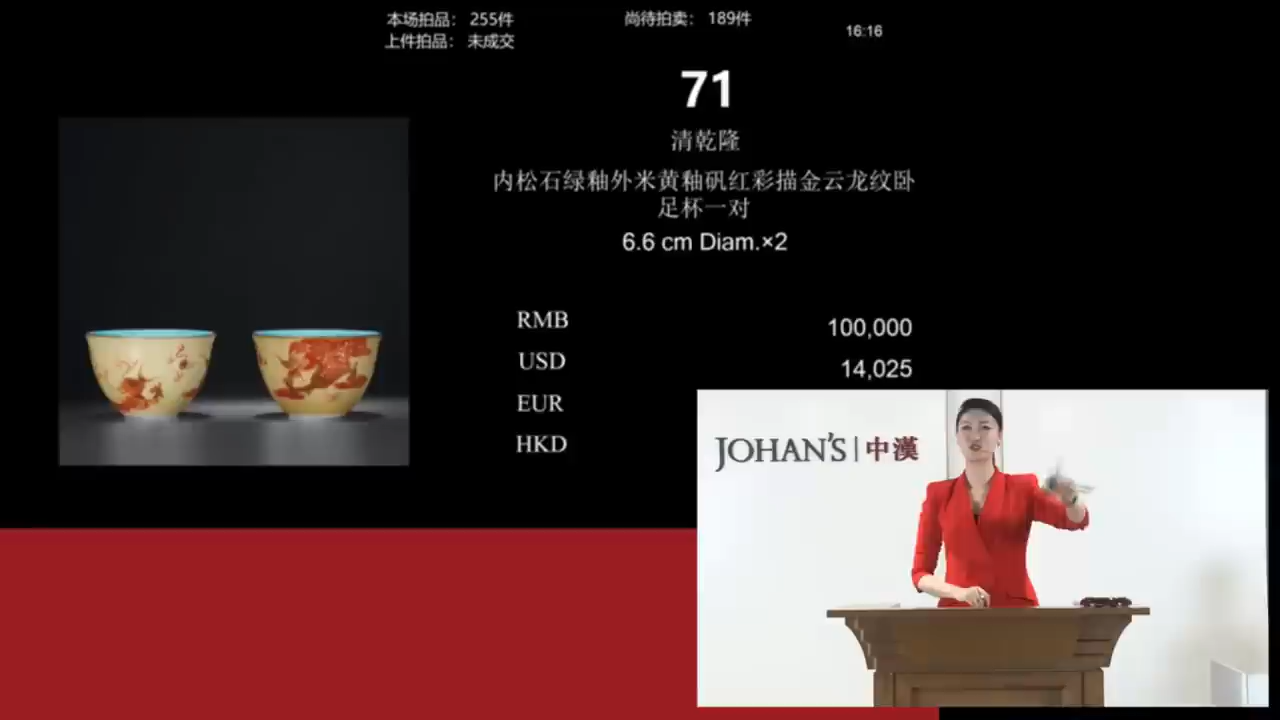 本场拍品： 255件
尚待拍卖： 189件
上件拍品： 未成交
16:16
71
清乾隆
内松石绿釉外米黄釉矾红彩描金云龙纹卧
足杯一对
6.6 cm Diam.×2
RMB 100,000
USD 14,025
EUR
HKD
JOHAN'S | 中漢